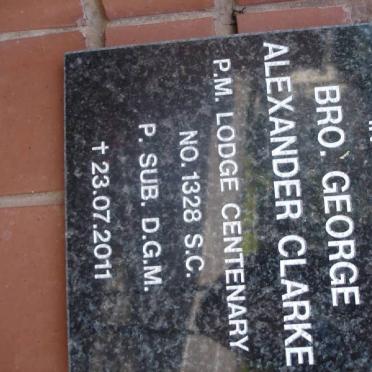 BRO. GEORGE
ALEXANDER CLARKE
P.M. LODGE CENTENARY
NO. 1328 S.C.
P. SUB. D.G.M.
† 23.07.2011